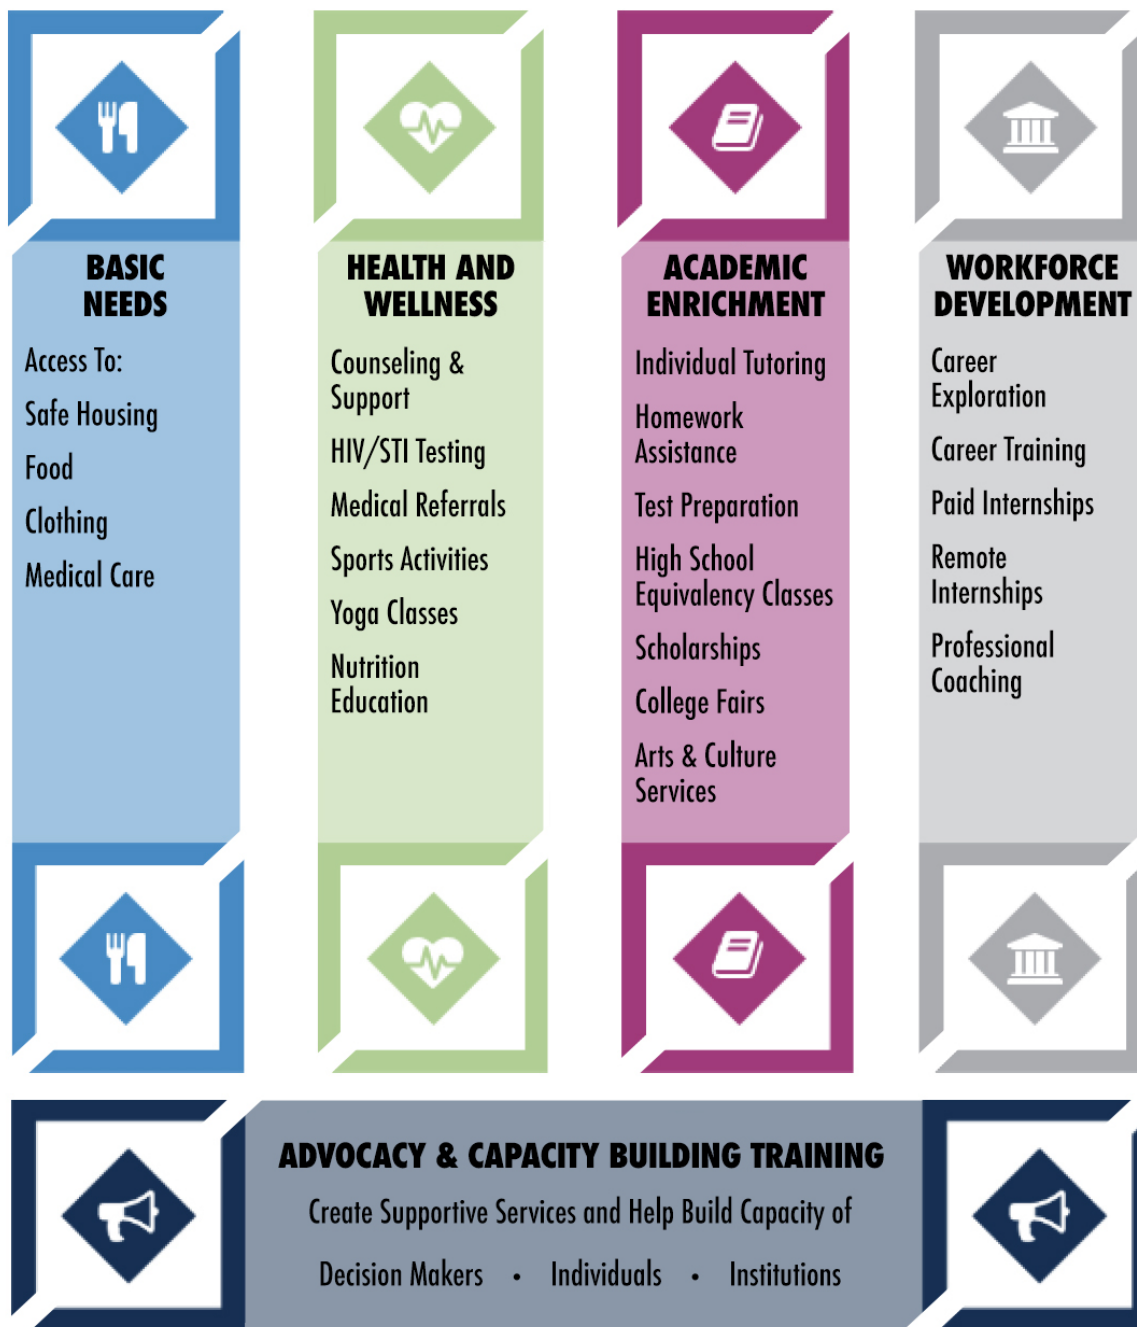 BASIC
NEEDS
Access To:
Safe Housing
Food
Clothing
Medical Care
HEALTH AND
WELLNESS
Counseling &
Support
HIV/STI Testing
Medical Referrals
Sports Activities
Yoga Classes
Nutrition
Education
ACADEMIC
ENRICHMENT
Individual Tutoring
Homework
Assistance
Test Preparation
High School
Equivalency Classes
Scholarships
College Fairs
Arts & Culture
Services
WORKFORCE
DEVELOPMENT
Career
Exploration
Career Training
Paid Internships
Remote
Internships
Professional
Coaching
ADVOCACY & CAPACITY BUILDING TRAINING
Create Supportive Services and Help Build Capacity of
Decision Makers • Individuals • Institutions